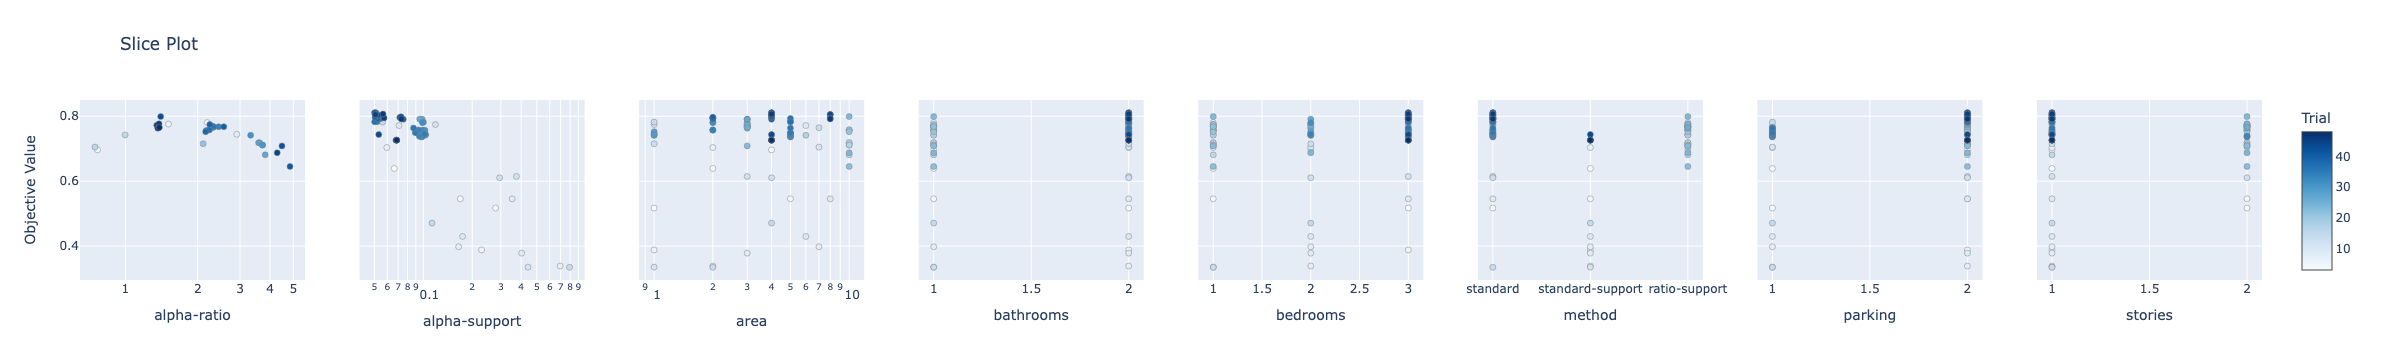 Slice Plot
Objective Value
0.8
0.6
0.4
1 2 3 4 5
alpha-ratio
5 6 7 8 9 0.1 2 3 4 5 6 7 8 9
alpha-support
9 1 2 3 4 5 6 7 8 9 10
area
1 1.5 2
bathrooms
1 1.5 2 2.5 3
bedrooms
standard standard-support ratio-support
method
1 1.5 2
parking
1 1.5 2
stories
Trial
40
30
20
10